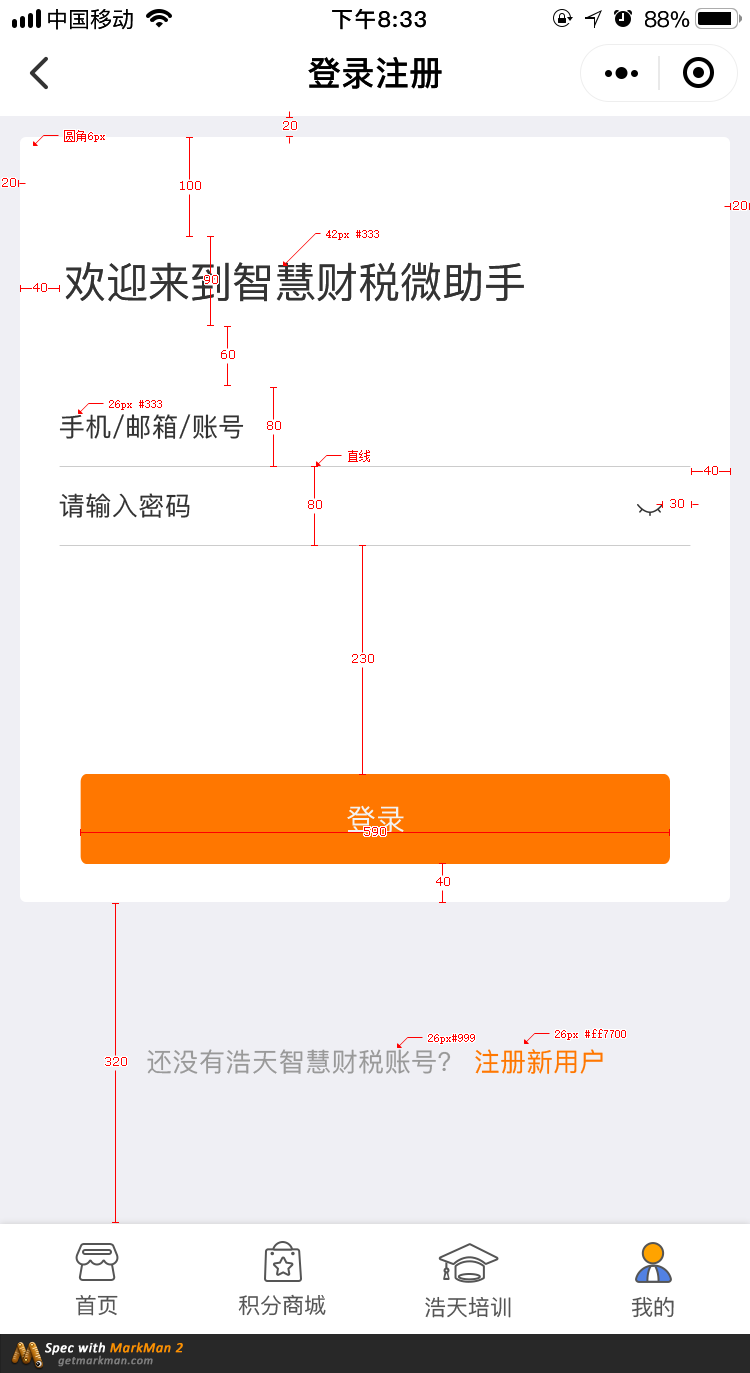 中国移动 下午8:33 88%
登录注册
20
圆角6px
20 100 20
42px #333
40 欢迎来到智慧财税微助手 90
60
26px #333
手机/邮箱/账号 80
直线
40
请输入密码 80 30
230
登录
590
40
26px#999 26px #ff7700
320 还没有浩天智慧财税账号? 注册新用户
首页 积分商城 浩天培训 我的
Spec with MarkMan 2
getmarkman.com